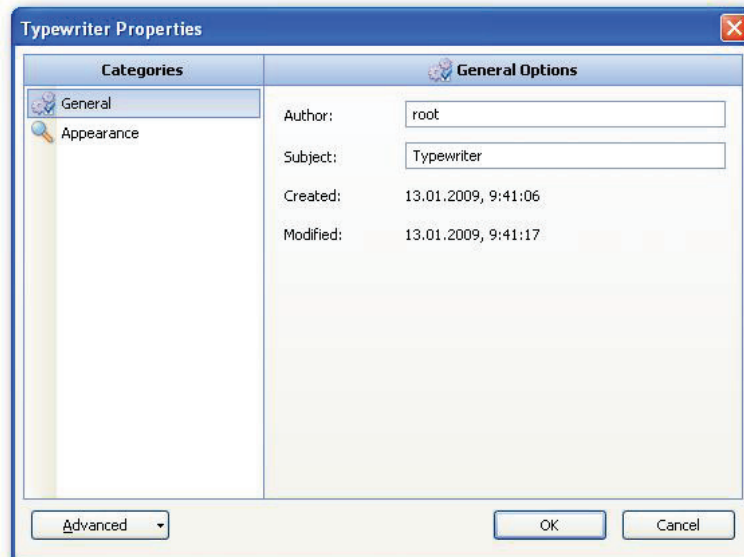 Typewriter Properties
Categories
General Options
General
Appearance
Author: root
Subject: Typewriter
Created: 13.01.2009, 9:41:06
Modified: 13.01.2009, 9:41:17
Advanced
OK
Cancel